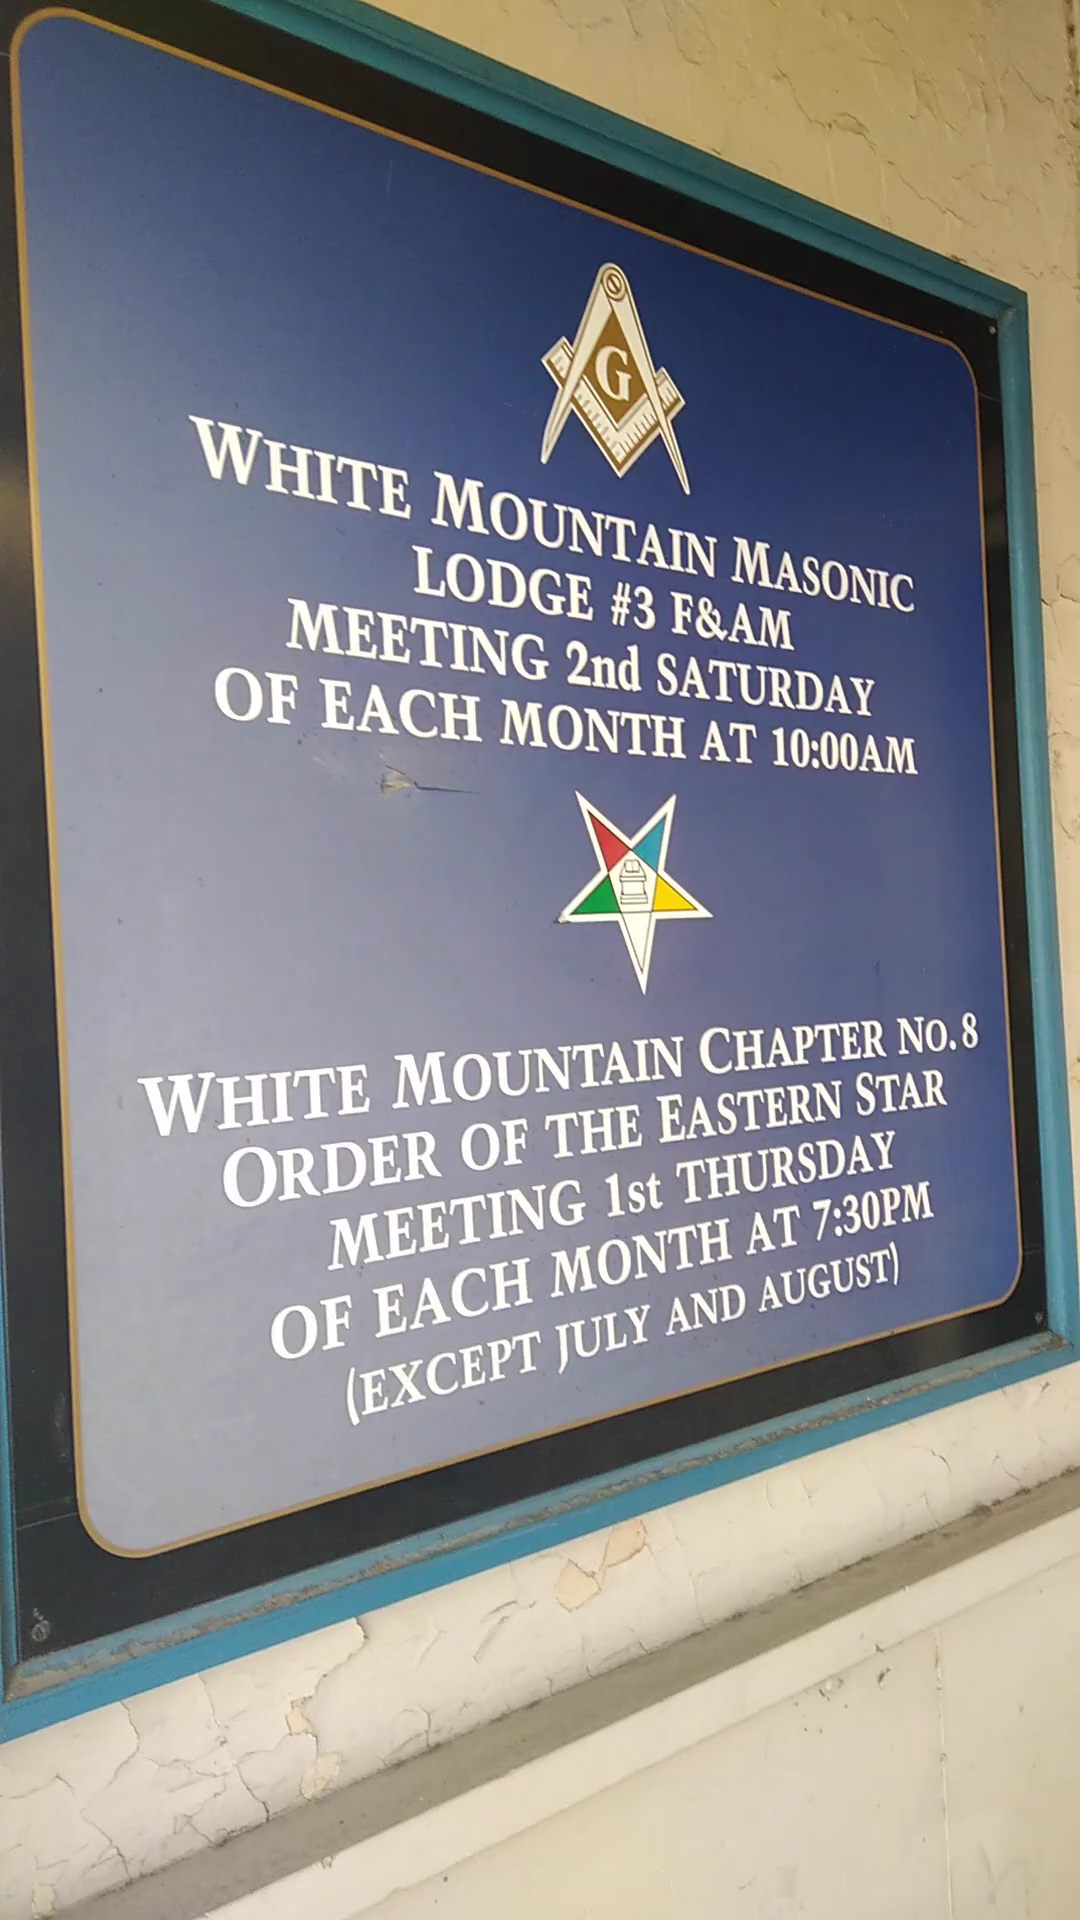 G
WHITE MOUNTAIN MASONIC
LODGE #3 F&AM
MEETING 2nd SATURDAY
OF EACH MONTH AT 10:00AM
WHITE MOUNTAIN CHAPTER NO. 8
ORDER OF THE EASTERN STAR
MEETING 1st THURSDAY
OF EACH MONTH AT 7:30PM
(EXCEPT JULY AND AUGUST)